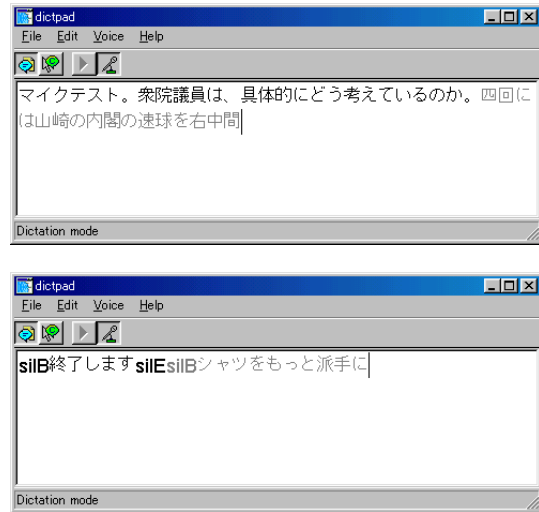 dictpad
File Edit Voice Help
マイクテスト。衆院議員は、具体的にどう考えているのか。四回に
は山崎の内閣の速球を右中間
Dictation mode
dictpad
File Edit Voice Help
silB終了しますsilEsilBシャツをもっと派手に
Dictation mode